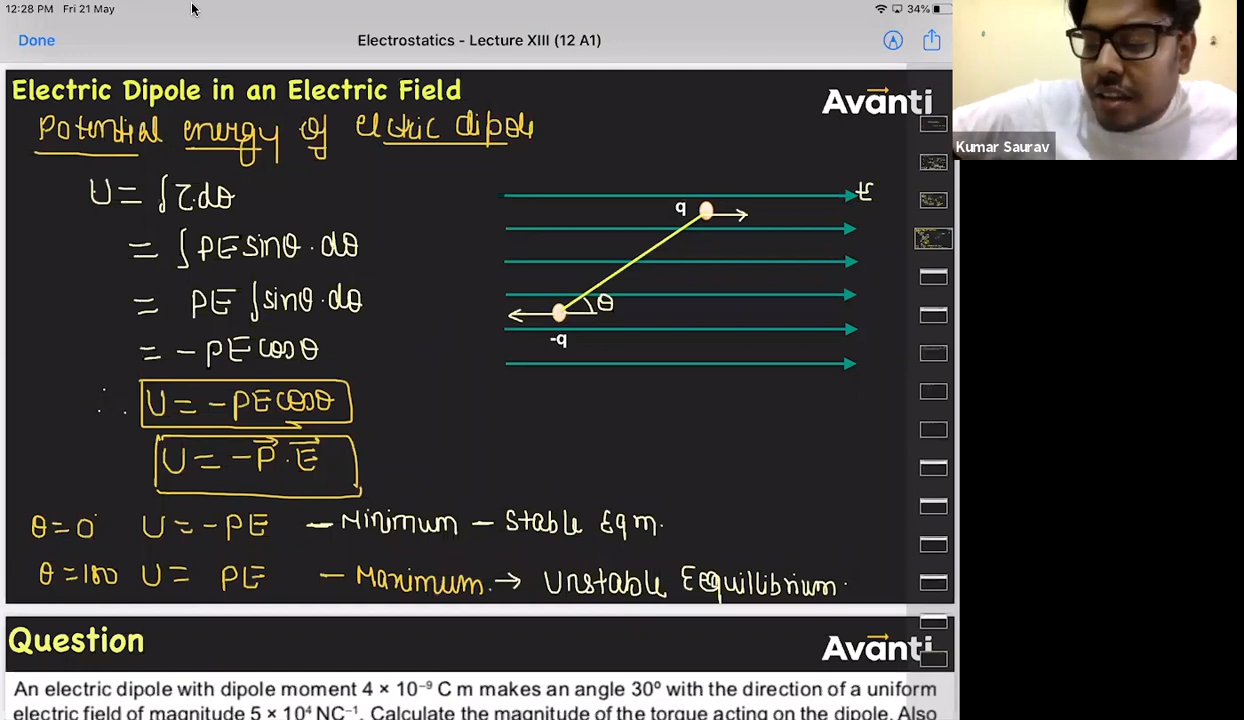 12:28 PM Fri 21 May
34%
Done
Electrostatics - Lecture XIII (12 A1)
Electric Dipole in an Electric Field
Avanti
Kumar Saurav
Potential energy of elctric dipole
U = ∫τ.dθ
= ∫PE sinθ . dθ
= PE ∫sinθ . dθ
= - PE cosθ
∴ U = - PE cosθ
U = - P⃗ . E⃗
E
q
θ
-q
θ = 0° U = - PE – Minimum – Stable Eqm.
θ = 180 U = PE – Maximum. → Unstable Eequillibrium.
Question
Avanti
An electric dipole with dipole moment 4 × 10⁻⁹ C m makes an angle 30º with the direction of a uniform
electric field of magnitude 5 × 10⁴ NC⁻¹. Calculate the magnitude of the torque acting on the dipole. Also